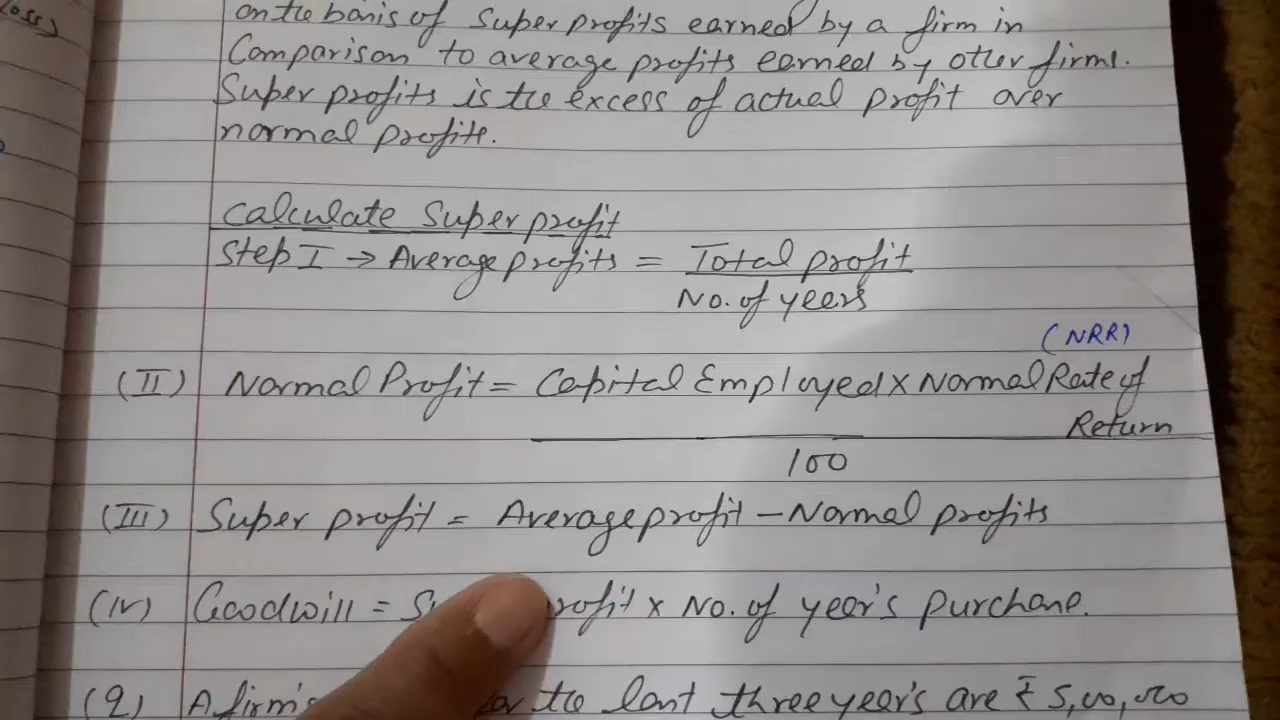 oss)
on the basis of super profits earned by a firm in
Comparison to average profits earned by other firms.
Super profits is the excess of actual profit over
normal profits.
Calculate Super profit
Step I → Average profits = Total profit
No. of years
(NRR)
(II) Normal Profit = Capital Employed x Normal Rate of
Return
100
(III) Super profit = Average profit - Normal profits
(IV) Goodwill = S rofit x No. of year's purchase.
(Q) A firm's the last three year's are ₹ 5,00,000